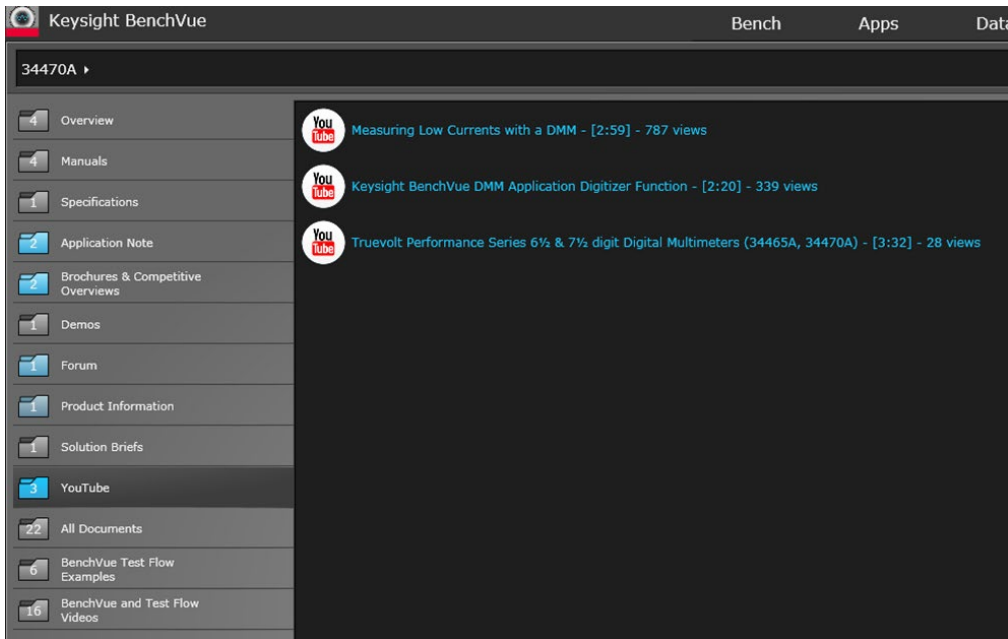 Keysight BenchVue
Bench Apps Data
34470A ▸
4 Overview
4 Manuals
1 Specifications
2 Application Note
2 Brochures & Competitive
Overviews
1 Demos
1 Forum
1 Product Information
1 Solution Briefs
3 YouTube
22 All Documents
6 BenchVue Test Flow
Examples
16 BenchVue and Test Flow
Videos
You
Tube
Measuring Low Currents with a DMM - [2:59] - 787 views
You
Tube
Keysight BenchVue DMM Application Digitizer Function - [2:20] - 339 views
You
Tube
Truevolt Performance Series 6½ & 7½ digit Digital Multimeters (34465A, 34470A) - [3:32] - 28 views